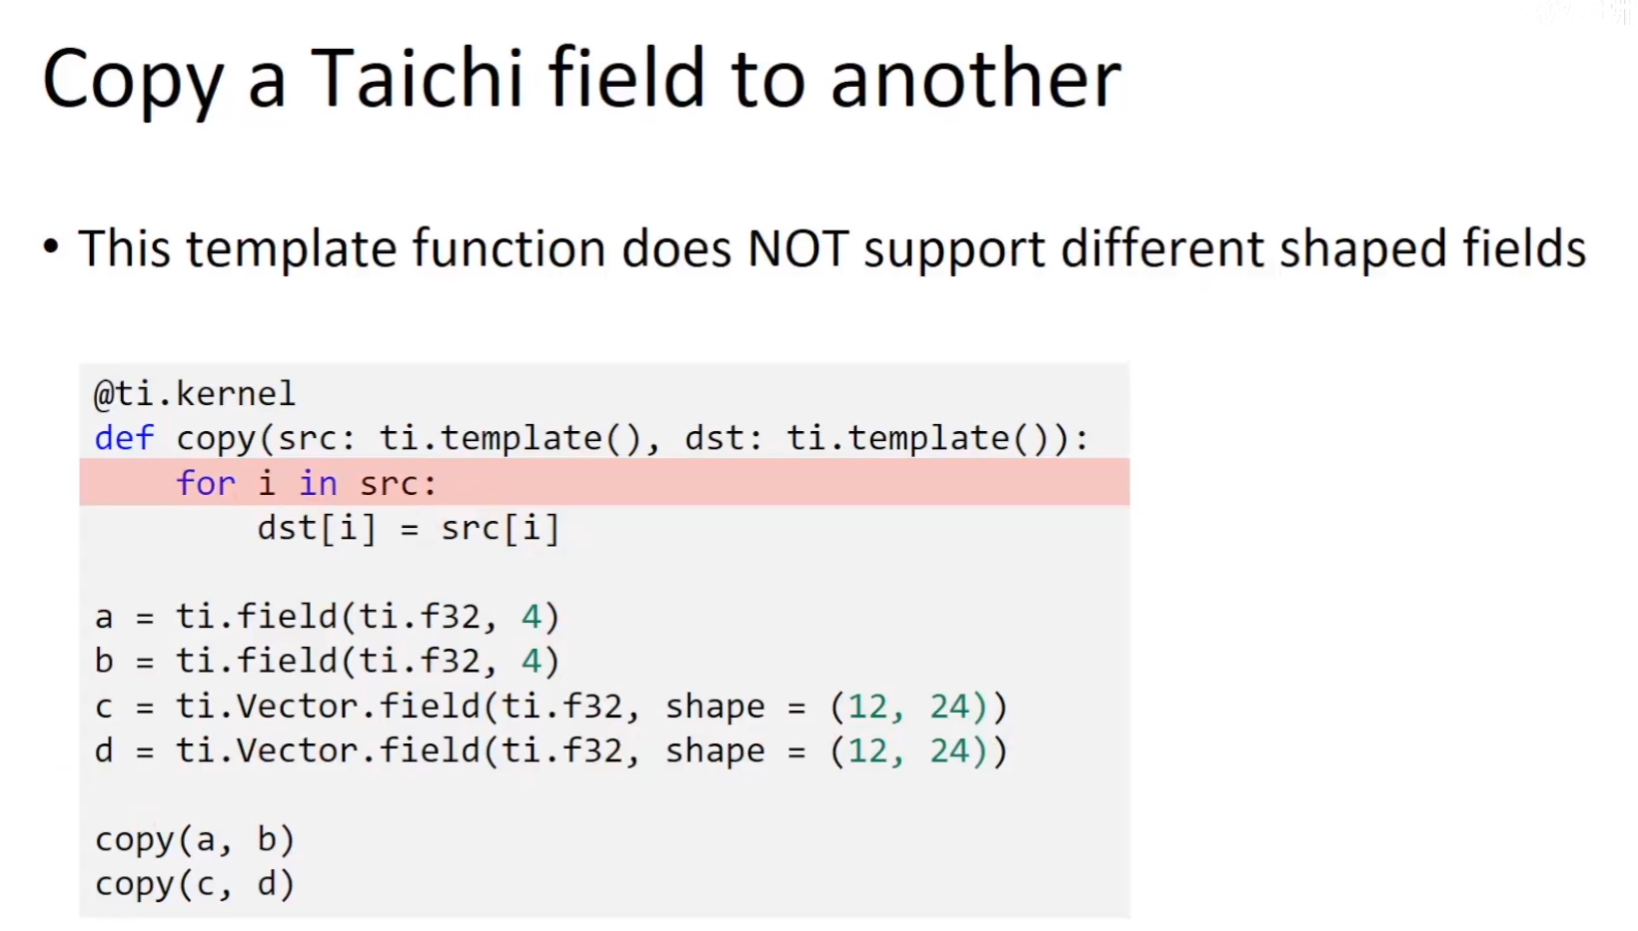 Copy a Taichi field to another
• This template function does NOT support different shaped fields
@ti.kernel
def copy(src: ti.template(), dst: ti.template()):
    for i in src:
        dst[i] = src[i]
a = ti.field(ti.f32, 4)
b = ti.field(ti.f32, 4)
c = ti.Vector.field(ti.f32, shape = (12, 24))
d = ti.Vector.field(ti.f32, shape = (12, 24))
copy(a, b)
copy(c, d)